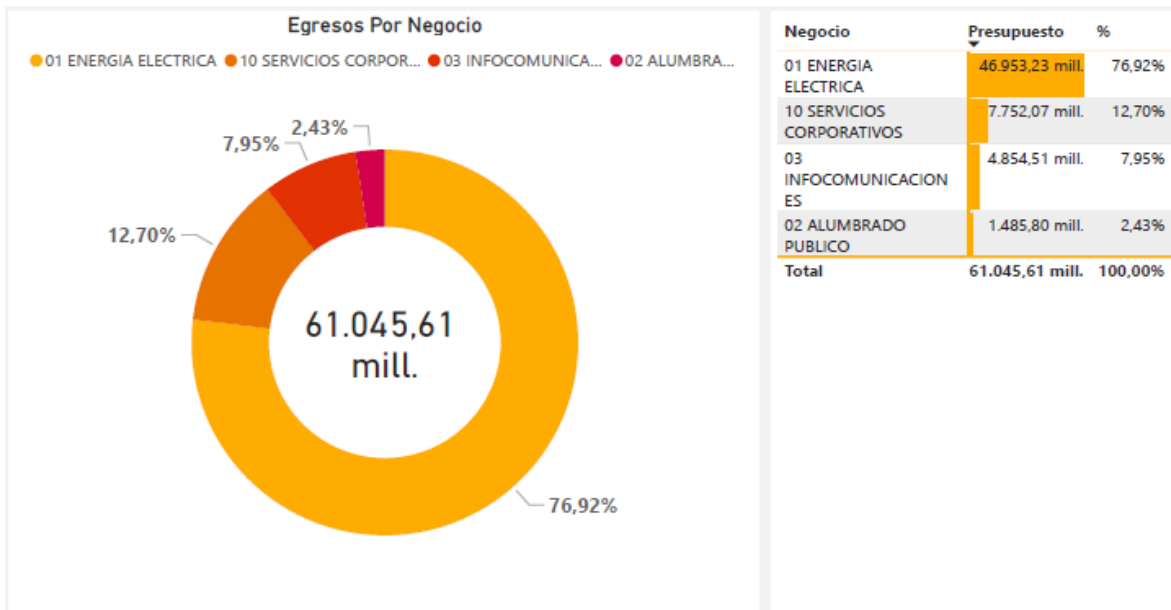 Egresos Por Negocio
01 ENERGIA ELECTRICA 10 SERVICIOS CORPOR... 03 INFOCOMUNICA... 02 ALUMBRA...
2,43%
7,95%
12,70%
61.045,61
mill.
76,92%
Negocio Presupuesto %
01 ENERGIA 46.953,23 mill. 76,92%
ELECTRICA
10 SERVICIOS 7.752,07 mill. 12,70%
CORPORATIVOS
03 4.854,51 mill. 7,95%
INFOCOMUNICACION
ES
02 ALUMBRADO 1.485,80 mill. 2,43%
PUBLICO
Total 61.045,61 mill. 100,00%